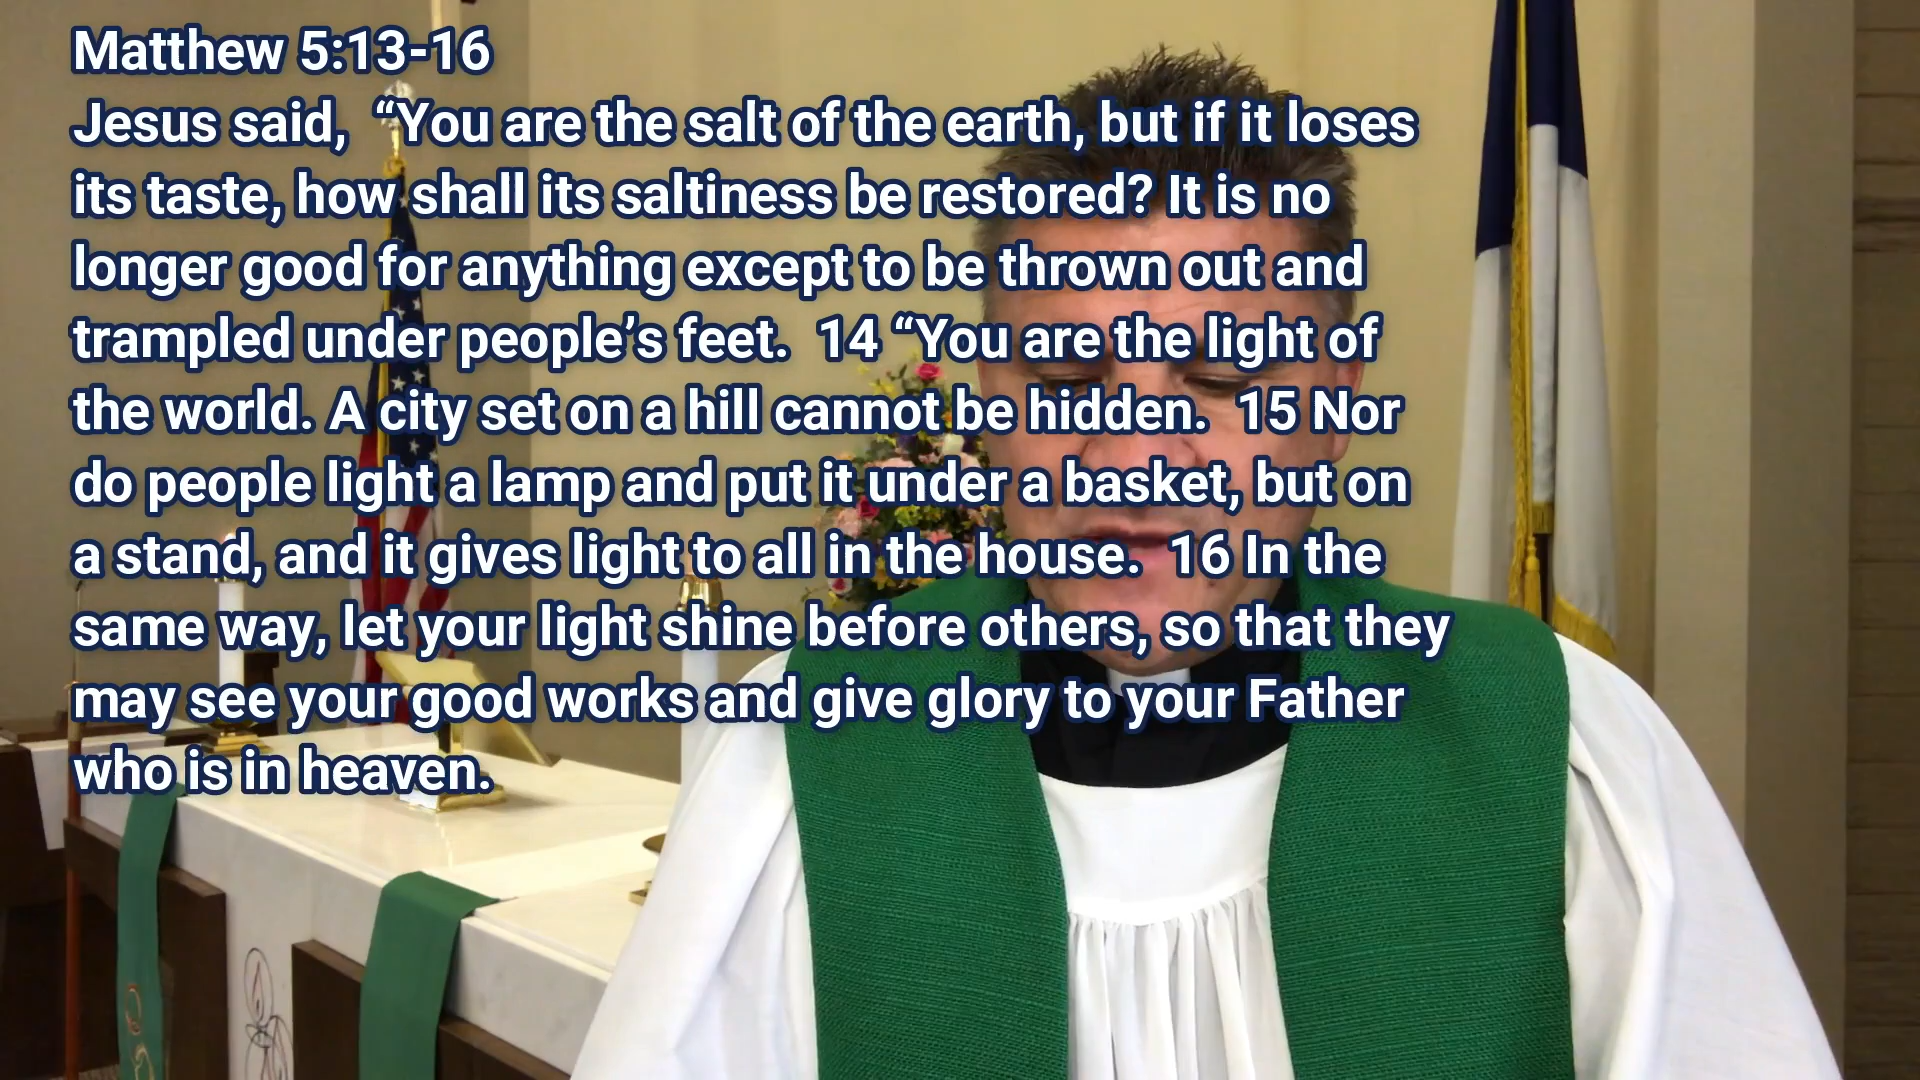 Matthew 5:13-16
Jesus said,  “You are the salt of the earth, but if it loses
its taste, how shall its saltiness be restored? It is no
longer good for anything except to be thrown out and
trampled under people’s feet.  14 “You are the light of
the world. A city set on a hill cannot be hidden.  15 Nor
do people light a lamp and put it under a basket, but on
a stand, and it gives light to all in the house.  16 In the
same way, let your light shine before others, so that they
may see your good works and give glory to your Father
who is in heaven.